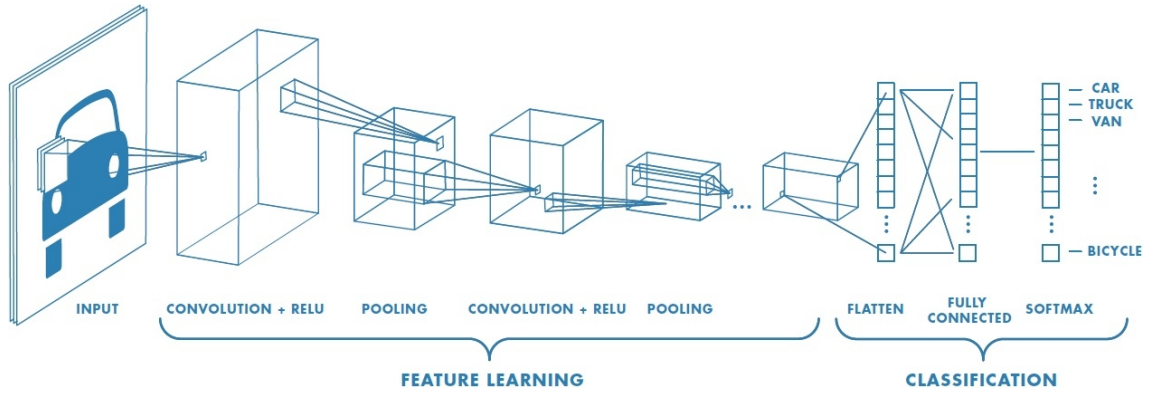 CAR
TRUCK
VAN
BICYCLE
INPUT
CONVOLUTION + RELU
POOLING
CONVOLUTION + RELU
POOLING
FLATTEN
FULLY
CONNECTED
SOFTMAX
FEATURE LEARNING
CLASSIFICATION